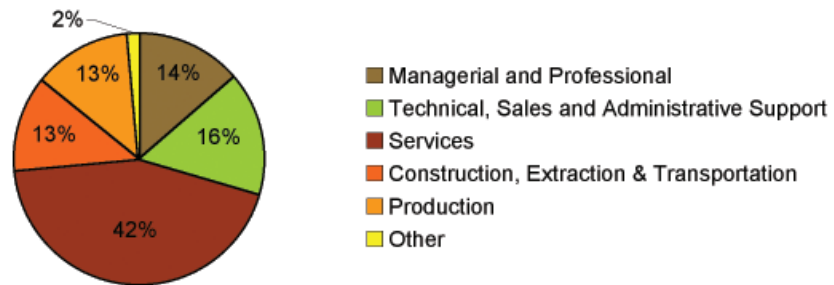 2%
13%
14%
13%
16%
42%
Managerial and Professional
Technical, Sales and Administrative Support
Services
Construction, Extraction & Transportation
Production
Other